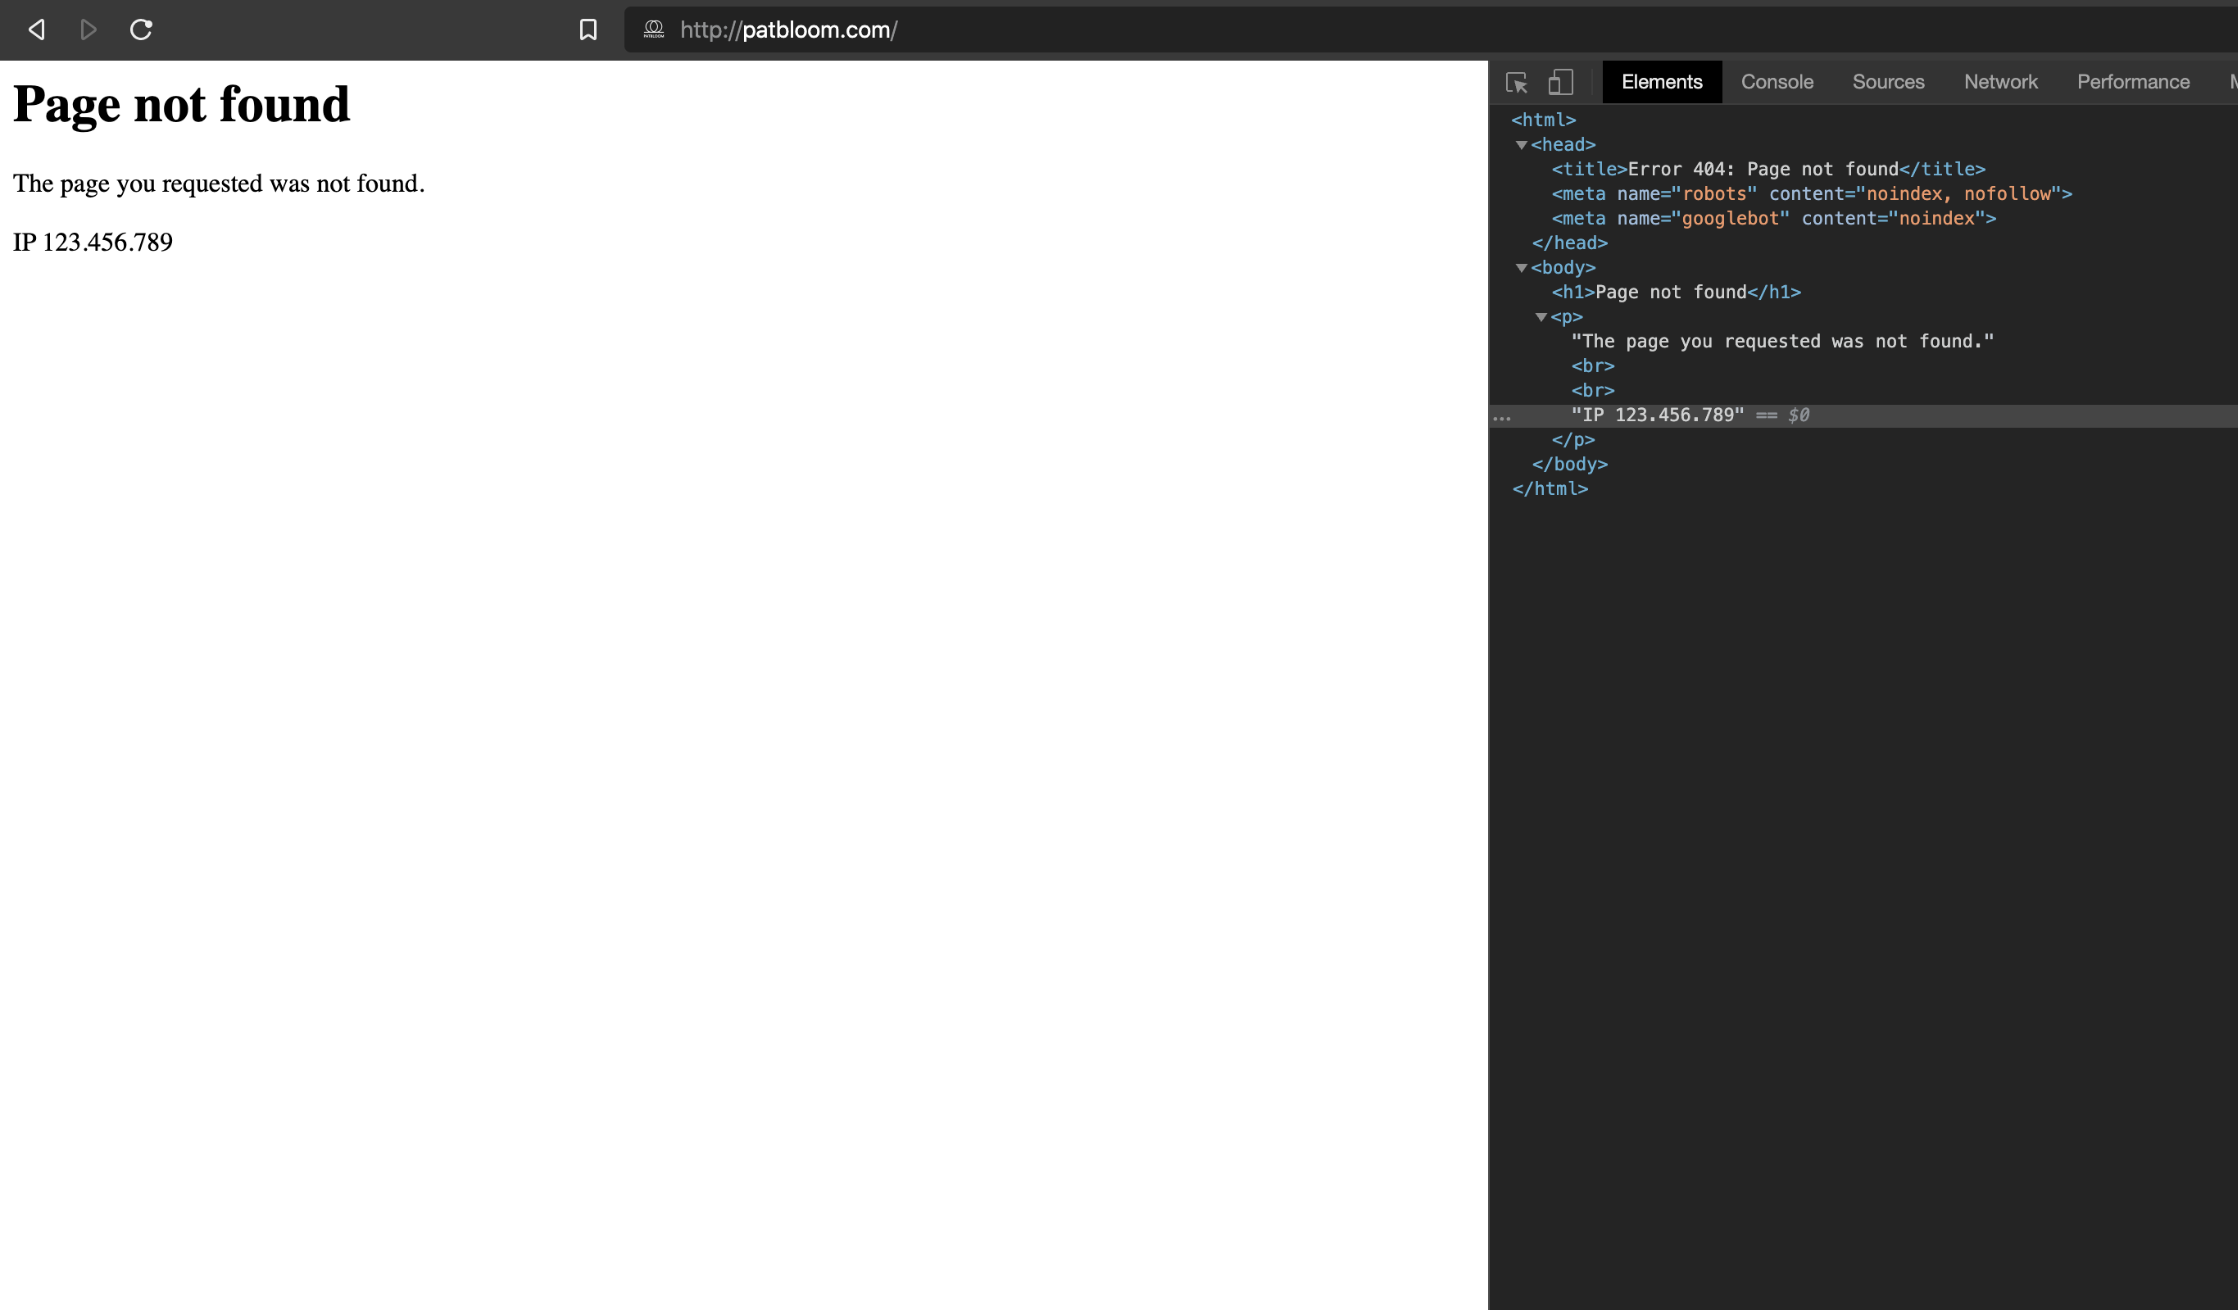 http://patbloom.com/
Page not found
The page you requested was not found.
IP 123.456.789
Elements Console Sources Network Performance
<html>
<head>
<title>Error 404: Page not found</title>
<meta name="robots" content="noindex, nofollow">
<meta name="googlebot" content="noindex">
</head>
<body>
<h1>Page not found</h1>
<p>
"The page you requested was not found."
<br>
<br>
... "IP 123.456.789" == $0
</p>
</body>
</html>